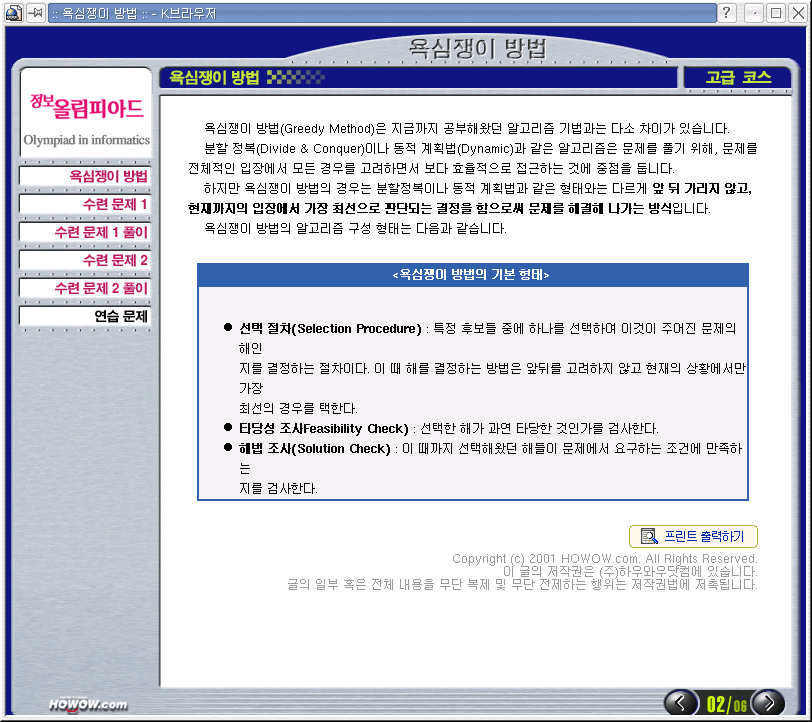 :: 욕심쟁이 방법 :: - K브라우저
욕심쟁이 방법
욕심쟁이 방법
고급 코스
정보올림피아드
Olympiad in informatics
욕심쟁이 방법
수련 문제 1
수련 문제 1 풀이
수련 문제 2
수련 문제 2 풀이
연습 문제
욕심쟁이 방법(Greedy Method)은 지금까지 공부해왔던 알고리즘 기법과는 다소 차이가 있습니다.
분할 정복(Divide & Conquer)이나 동적 계획법(Dynamic)과 같은 알고리즘은 문제를 풀기 위해, 문제를
전체적인 입장에서 모든 경우를 고려하면서 보다 효율적으로 접근하는 것에 중점을 둡니다.
하지만 욕심쟁이 방법의 경우는 분할정복이나 동적 계획법과 같은 형태와는 다르게 앞 뒤 가리지 않고,
현재까지의 입장에서 가장 최선으로 판단되는 결정을 함으로써 문제를 해결해 나가는 방식입니다.
욕심쟁이 방법의 알고리즘 구성 형태는 다음과 같습니다.
<욕심쟁이 방법의 기본 형태>
● 선택 절차(Selection Procedure) : 특정 후보들 중에 하나를 선택하여 이것이 주어진 문제의
해인
지를 결정하는 절차이다. 이 때 해를 결정하는 방법은 앞뒤를 고려하지 않고 현재의 상황에서만
가장
최선의 경우를 택한다.
● 타당성 조사Feasibility Check) : 선택한 해가 과연 타당한 것인가를 검사한다.
● 해법 조사(Solution Check) : 이 때까지 선택해왔던 해들이 문제에서 요구하는 조건에 만족하
는
지를 검사한다.
프린트 출력하기
Copyright (c) 2001 HOWOW.com. All Rights Reserved.
이 글의 저작권은 (주)하우와우닷컴에 있습니다.
글의 일부 혹은 전체 내용을 무단 복제 및 무단 전제하는 행위는 저작권법에 저촉됩니다.
HOWOW.com
02/06